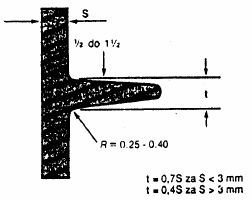 S
½ do 1½
t
R = 0.25 - 0.40
t = 0,7S za S < 3 mm
t = 0,4S za S > 3 mm